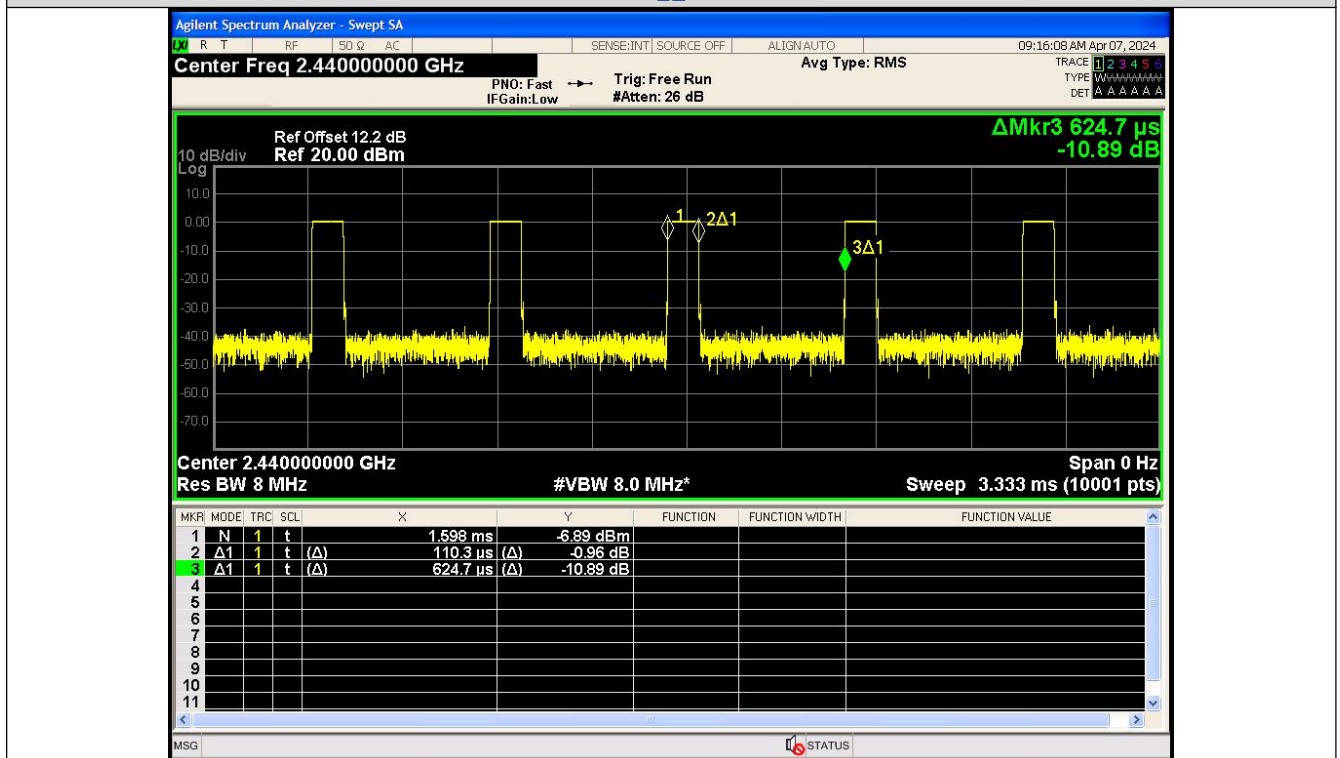 Agilent Spectrum Analyzer - Swept SA
LXI R T RF 50 Ω AC SENSE:INT SOURCE OFF ALIGN AUTO 09:16:08 AM Apr 07, 2024
Center Freq 2.440000000 GHz
PNO: Fast
IFGain:Low
Trig: Free Run
#Atten: 26 dB
Avg Type: RMS
TRACE 1 2 3 4 5 6
TYPE WWWWWW
DET A A A A A A
ΔMkr3 624.7 µs
-10.89 dB
Ref Offset 12.2 dB
10 dB/div Ref 20.00 dBm
Log
10.0
0.00
-10.0
-20.0
-30.0
-40.0
-50.0
-60.0
-70.0
1
2Δ1
3Δ1
Center 2.440000000 GHz Span 0 Hz
Res BW 8 MHz #VBW 8.0 MHz* Sweep 3.333 ms (10001 pts)
MKR MODE TRC SCL X Y FUNCTION FUNCTION WIDTH FUNCTION VALUE
1 N 1 t 1.598 ms -6.89 dBm
2 Δ1 1 t (Δ) 110.3 µs (Δ) -0.96 dB
3 Δ1 1 t (Δ) 624.7 µs (Δ) -10.89 dB
4
5
6
7
8
9
10
11
MSG STATUS